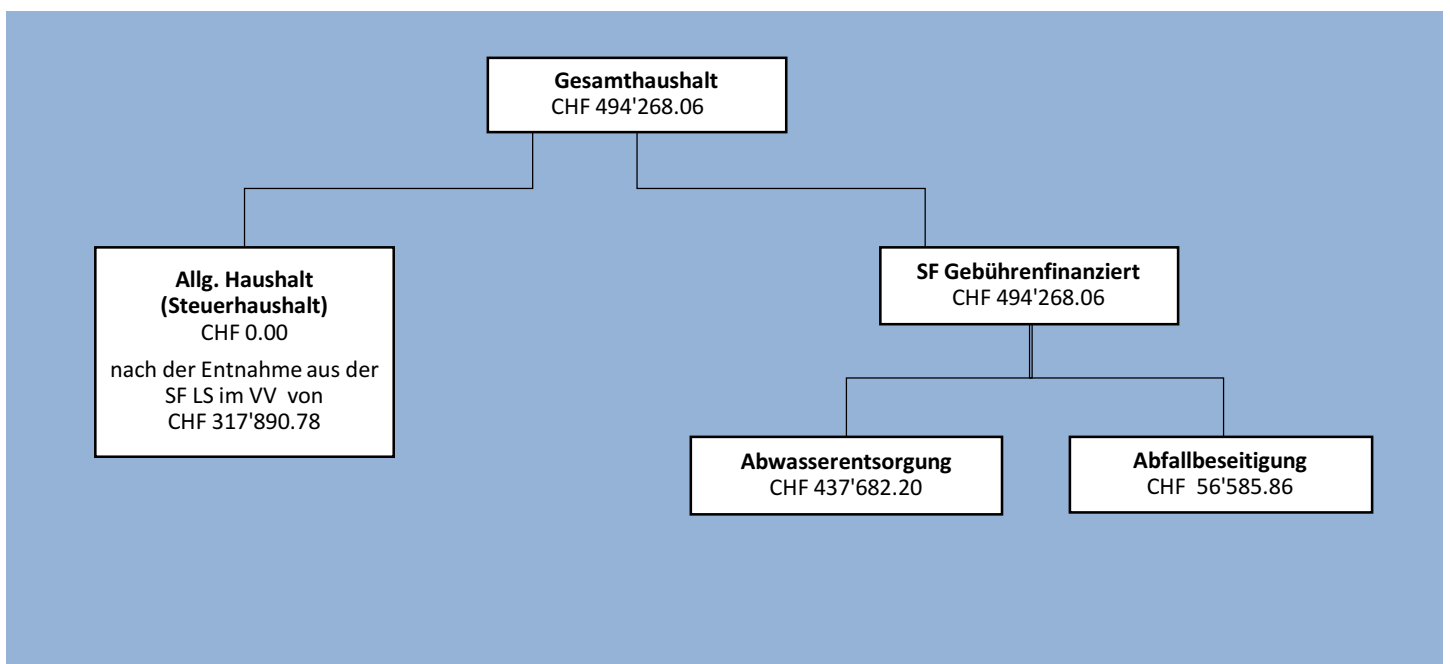 Gesamthaushalt
CHF 494'268.06
Allg. Haushalt
(Steuerhaushalt)
CHF 0.00
nach der Entnahme aus der
SF LS im VV von
CHF 317'890.78
SF Gebührenfinanziert
CHF 494'268.06
Abwasserentsorgung
CHF 437'682.20
Abfallbeseitigung
CHF 56'585.86